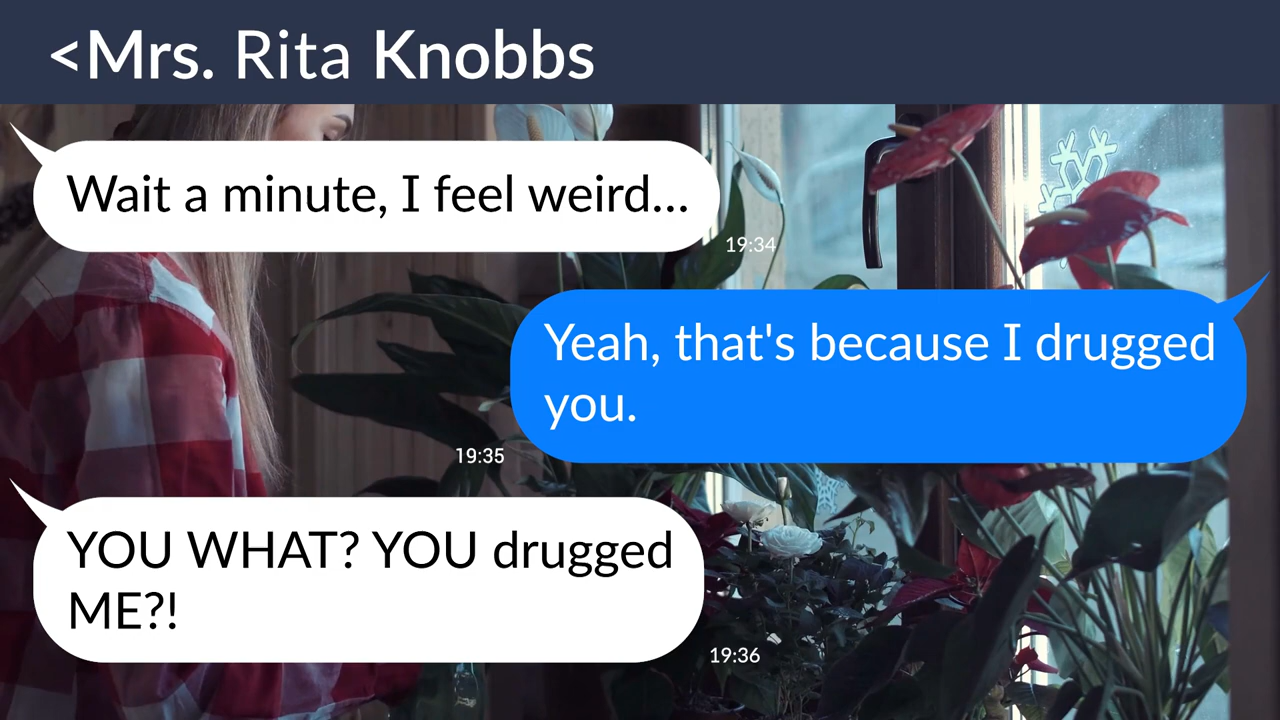 <Mrs. Rita Knobbs
Wait a minute, I feel weird...
19:34
Yeah, that's because I drugged
you.
19:35
YOU WHAT? YOU drugged
ME?!
19:36